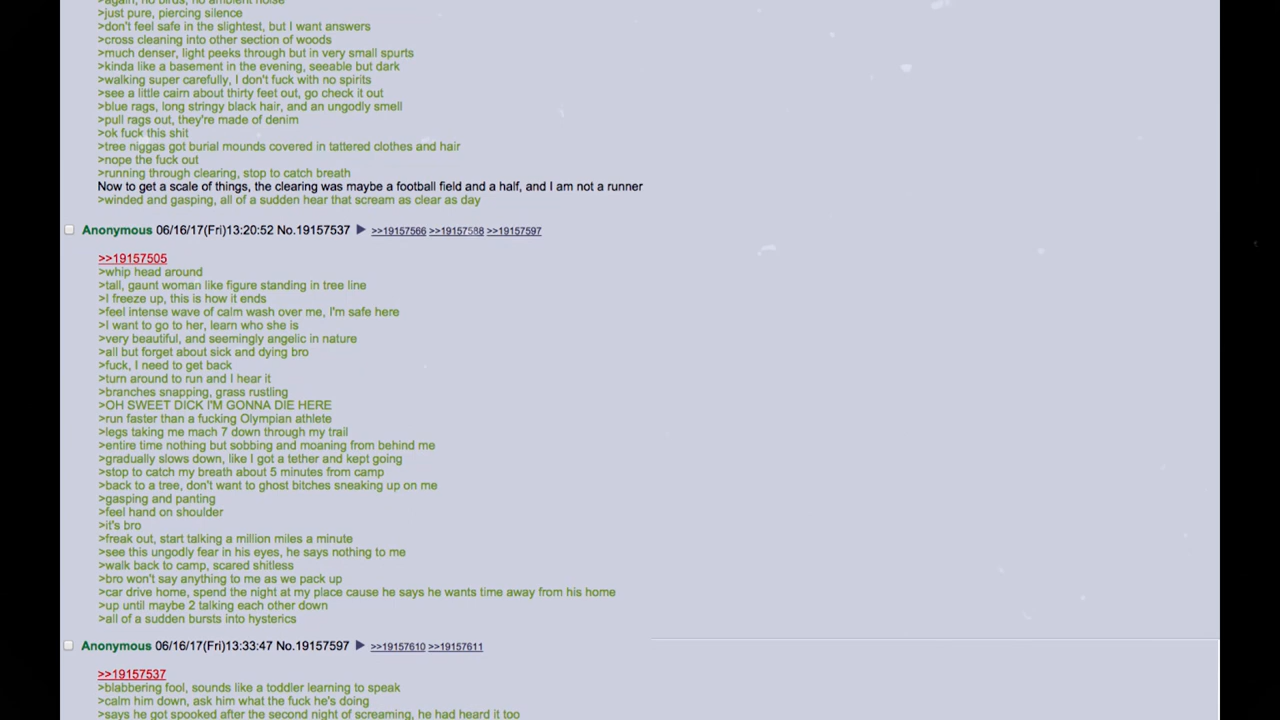 >again, no birds, no ambient noise
>just pure, piercing silence
>don't feel safe in the slightest, but I want answers
>cross cleaning into other section of woods
>much denser, light peeks through but in very small spurts
>kinda like a basement in the evening, seeable but dark
>walking super carefully, I don't fuck with no spirits
>see a little cairn about thirty feet out, go check it out
>blue rags, long stringy black hair, and an ungodly smell
>pull rags out, they're made of denim
>ok fuck this shit
>tree niggas got burial mounds covered in tattered clothes and hair
>nope the fuck out
>running through clearing, stop to catch breath
Now to get a scale of things, the clearing was maybe a football field and a half, and I am not a runner
>winded and gasping, all of a sudden hear that scream as clear as day
Anonymous 06/16/17(Fri)13:20:52 No.19157537 ▶ >>19157566 >>19157588 >>19157597
>>19157505
>whip head around
>tall, gaunt woman like figure standing in tree line
>I freeze up, this is how it ends
>feel intense wave of calm wash over me, I'm safe here
>I want to go to her, learn who she is
>very beautiful, and seemingly angelic in nature
>all but forget about sick and dying bro
>fuck, I need to get back
>turn around to run and I hear it
>branches snapping, grass rustling
>OH SWEET DICK I'M GONNA DIE HERE
>run faster than a fucking Olympian athlete
>legs taking me mach 7 down through my trail
>entire time nothing but sobbing and moaning from behind me
>gradually slows down, like I got a tether and kept going
>stop to catch my breath about 5 minutes from camp
>back to a tree, don't want to ghost bitches sneaking up on me
>gasping and panting
>feel hand on shoulder
>it's bro
>freak out, start talking a million miles a minute
>see this ungodly fear in his eyes, he says nothing to me
>walk back to camp, scared shitless
>bro won't say anything to me as we pack up
>car drive home, spend the night at my place cause he says he wants time away from his home
>up until maybe 2 talking each other down
>all of a sudden bursts into hysterics
Anonymous 06/16/17(Fri)13:33:47 No.19157597 ▶ >>19157610 >>19157611
>>19157537
>blabbering fool, sounds like a toddler learning to speak
>calm him down, ask him what the fuck he's doing
>says he got spooked after the second night of screaming, he had heard it too